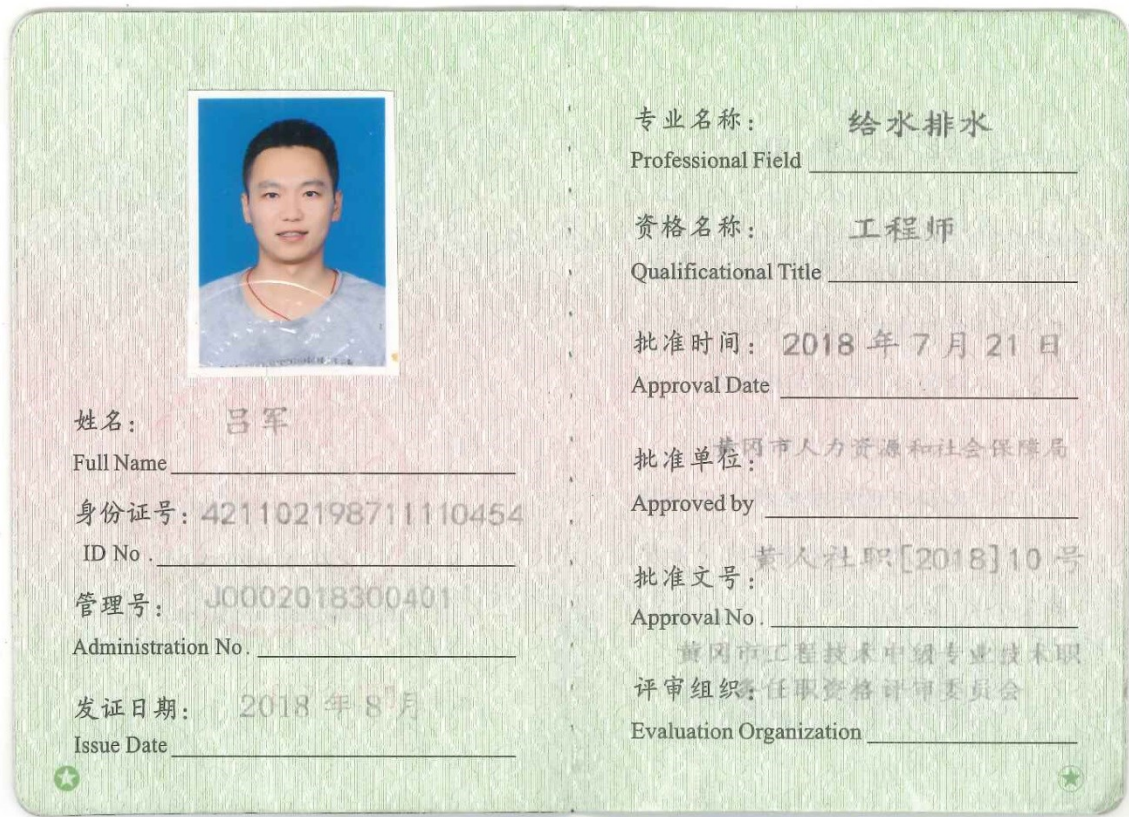 姓名： 吕军
Full Name
身份证号：421102198711110454
ID No .
管理号： J0002018300401
Administration No .
发证日期： 2018 年 8 月
Issue Date
专业名称： 给水排水
Professional Field
资格名称： 工程师
Qualificational Title
批准时间： 2018 年 7 月 21 日
Approval Date
批准单位： 黄冈市人力资源和社会保障局
Approved by
批准文号： 黄人社职[2018]10 号
Approval No .
黄冈市工程技术中级专业技术职
评审组织： 务任职资格评审委员会
Evaluation Organization